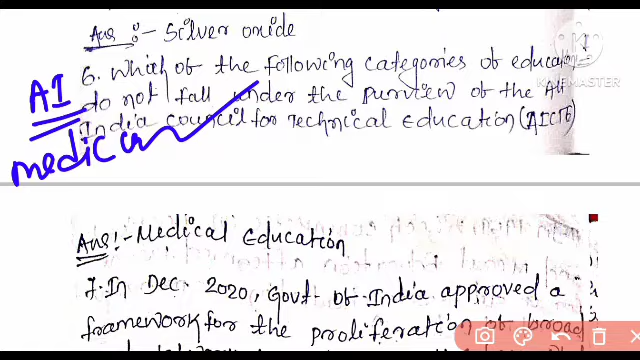 Ans :- Silver oxide
6. Which of the following categories of education
do not fall under the purview of the All
India council for Technical education (AICTE)
AI
medica
KINEMASTER
Ans :- Medical Education
7. In Dec. 2020, Govt. of India approved a
framework for the proliferation of broad